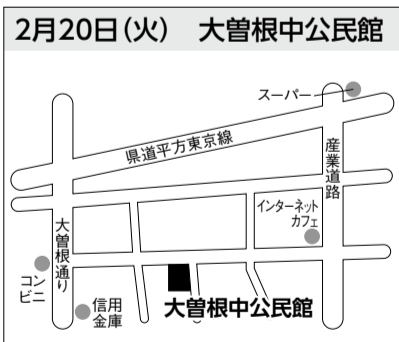 2月20日(火) 大曽根中公民館
スーパー
県道平方東京線
産業道路
大曽根通り
インターネット
カフェ
コン
ビニ
信用
金庫
大曽根中公民館